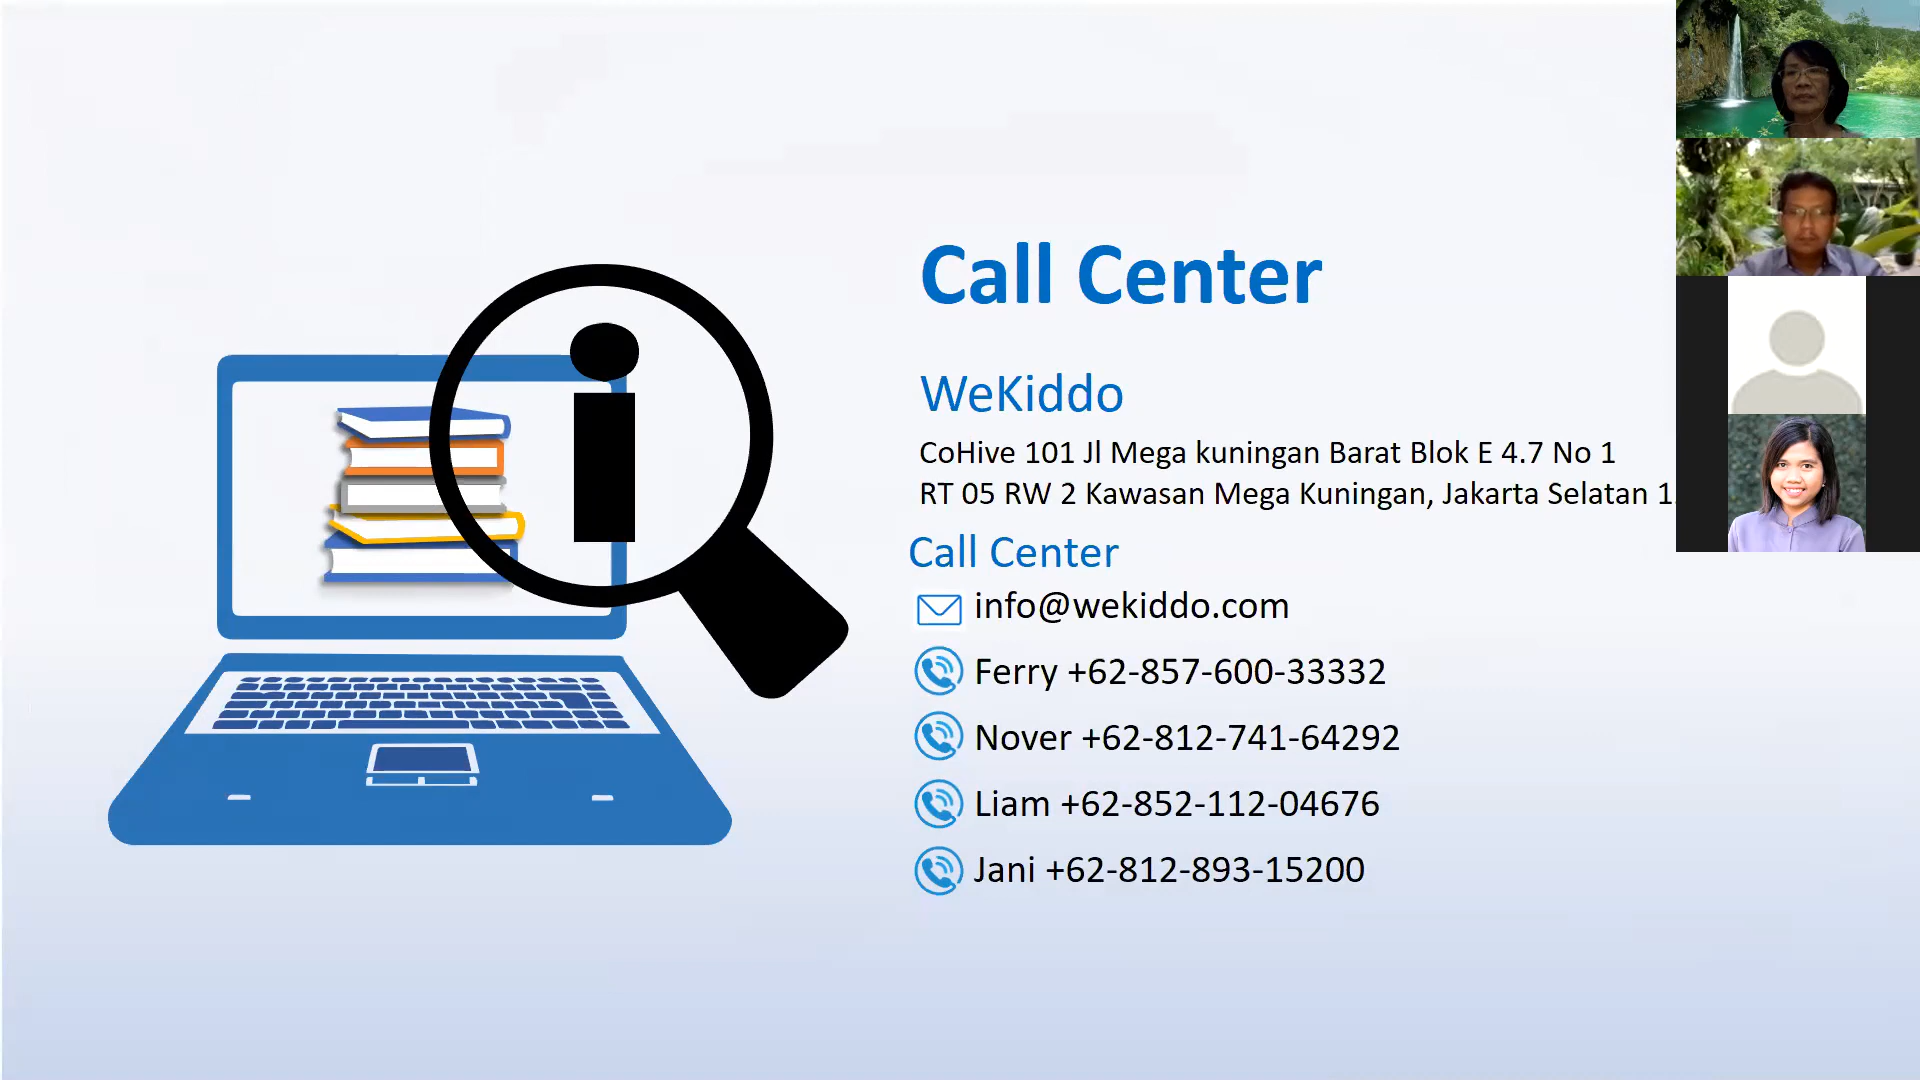 Call Center
WeKiddo
CoHive 101 Jl Mega kuningan Barat Blok E 4.7 No 1
RT 05 RW 2 Kawasan Mega Kuningan, Jakarta Selatan 1
Call Center
info@wekiddo.com
Ferry +62-857-600-33332
Nover +62-812-741-64292
Liam +62-852-112-04676
Jani +62-812-893-15200